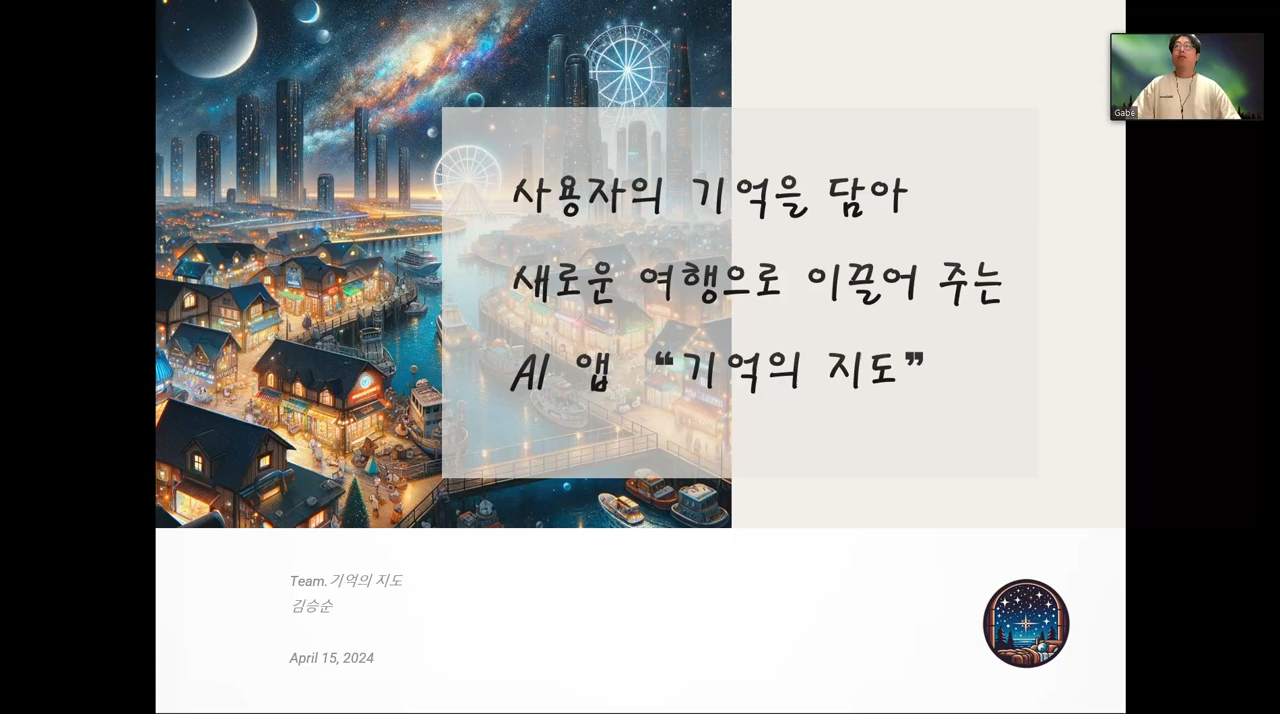 사용자의 기억을 담아
새로운 여행으로 이끌어 주는
AI 앱 “기억의 지도”
Team.기억의 지도
김승순
April 15, 2024
Gabe